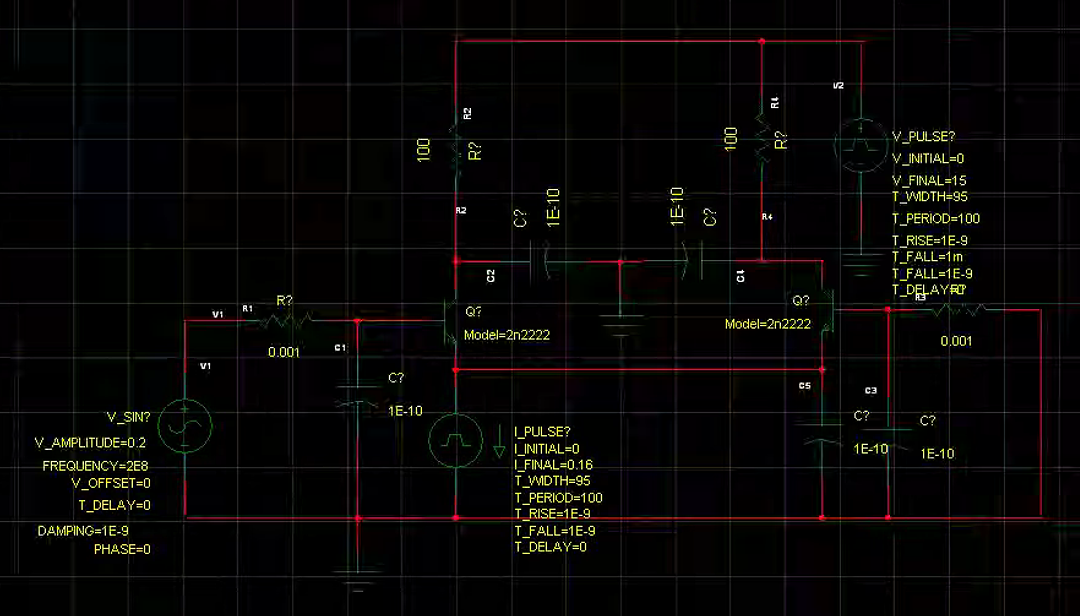 R2
100
R?
R2
R4
100
R?
R4
V2
V_PULSE?
V_INITIAL=0
V_FINAL=15
T_WIDTH=95
T_PERIOD=100
T_RISE=1E-9
T_FALL=1m
T_FALL=1E-9
T_DELAY
R?
R3
0.001
C?
1E-10
C2
1E-10
C?
C4
V1
R1
R?
0.001
C1
C?
1E-10
Q?
Model=2n2222
Q?
Model=2n2222
V1
V_SIN?
V_AMPLITUDE=0.2
FREQUENCY=2E8
V_OFFSET=0
T_DELAY=0
DAMPING=1E-9
PHASE=0
I_PULSE?
I_INITIAL=0
I_FINAL=0.16
T_WIDTH=95
T_PERIOD=100
T_RISE=1E-9
T_FALL=1E-9
T_DELAY=0
C5
C?
1E-10
C3
C?
1E-10